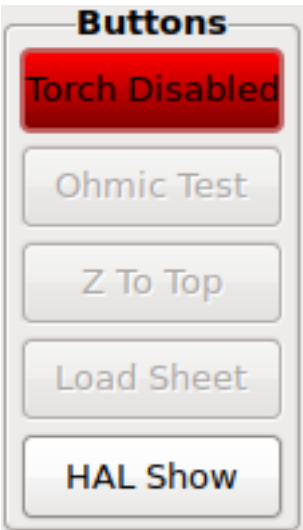 Buttons
Torch Disabled
Ohmic Test
Z To Top
Load Sheet
HAL Show